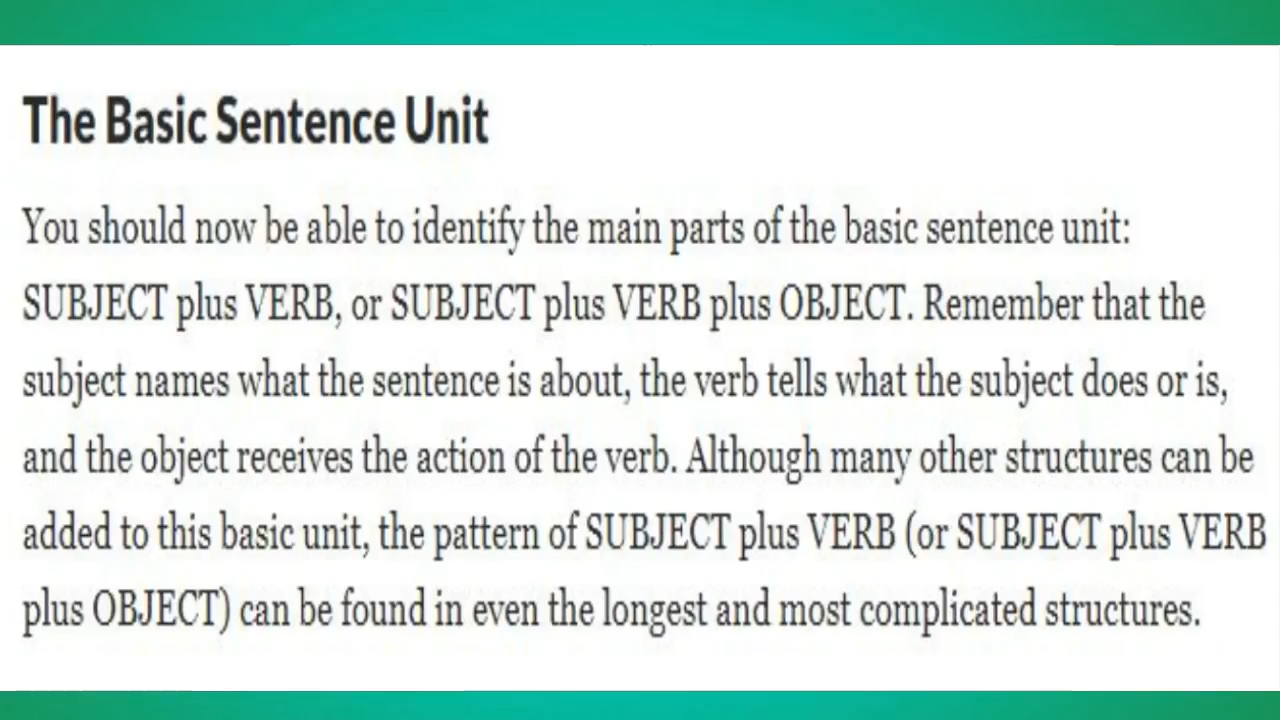 The Basic Sentence Unit
You should now be able to identify the main parts of the basic sentence unit:
SUBJECT plus VERB, or SUBJECT plus VERB plus OBJECT. Remember that the
subject names what the sentence is about, the verb tells what the subject does or is,
and the object receives the action of the verb. Although many other structures can be
added to this basic unit, the pattern of SUBJECT plus VERB (or SUBJECT plus VERB
plus OBJECT) can be found in even the longest and most complicated structures.